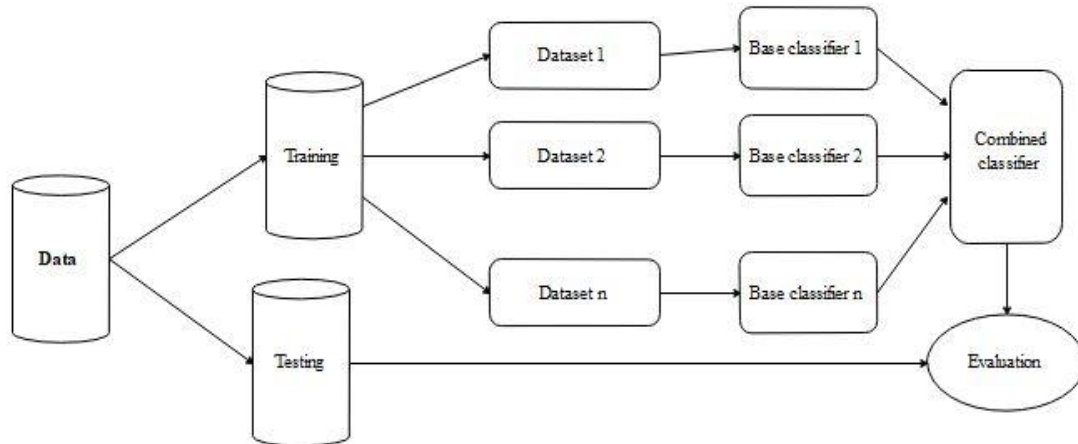 Data
Training
Testing
Dataset 1
Dataset 2
Dataset n
Base classifier 1
Base classifier 2
Base classifier n
Combined
classifier
Evaluation